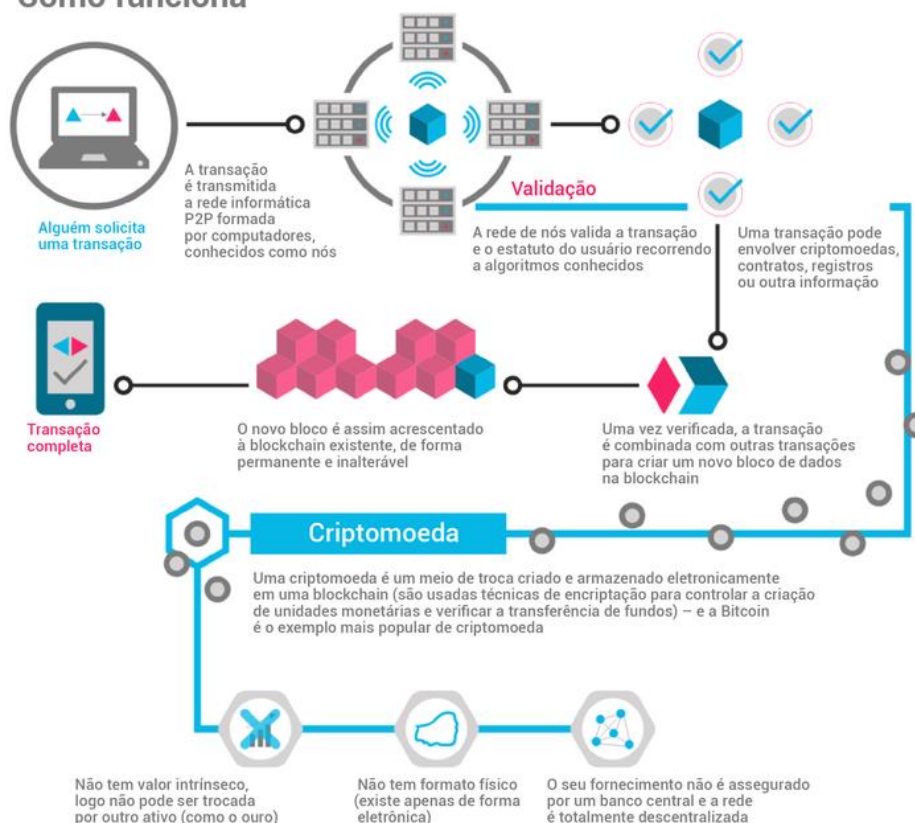 Como funciona
Alguém solicita
uma transação
A transação
é transmitida
a rede informática
P2P formada
por computadores,
conhecidos como nós
Validação
A rede de nós valida a transação
e o estatuto do usuário recorrendo
a algoritmos conhecidos
Uma transação pode
envolver criptomoedas,
contratos, registros
ou outra informação
Transação
completa
O novo bloco é assim acrescentado
à blockchain existente, de forma
permanente e inalterável
Uma vez verificada, a transação
é combinada com outras transações
para criar um novo bloco de dados
na blockchain
Criptomoeda
Uma criptomoeda é um meio de troca criado e armazenado eletronicamente
em uma blockchain (são usadas técnicas de encriptação para controlar a criação
de unidades monetárias e verificar a transferência de fundos) – e a Bitcoin
é o exemplo mais popular de criptomoeda
Não tem valor intrínseco,
logo não pode ser trocada
por outro ativo (como o ouro)
Não tem formato físico
(existe apenas de forma
eletrônica)
O seu fornecimento não é assegurado
por um banco central e a rede
é totalmente descentralizada